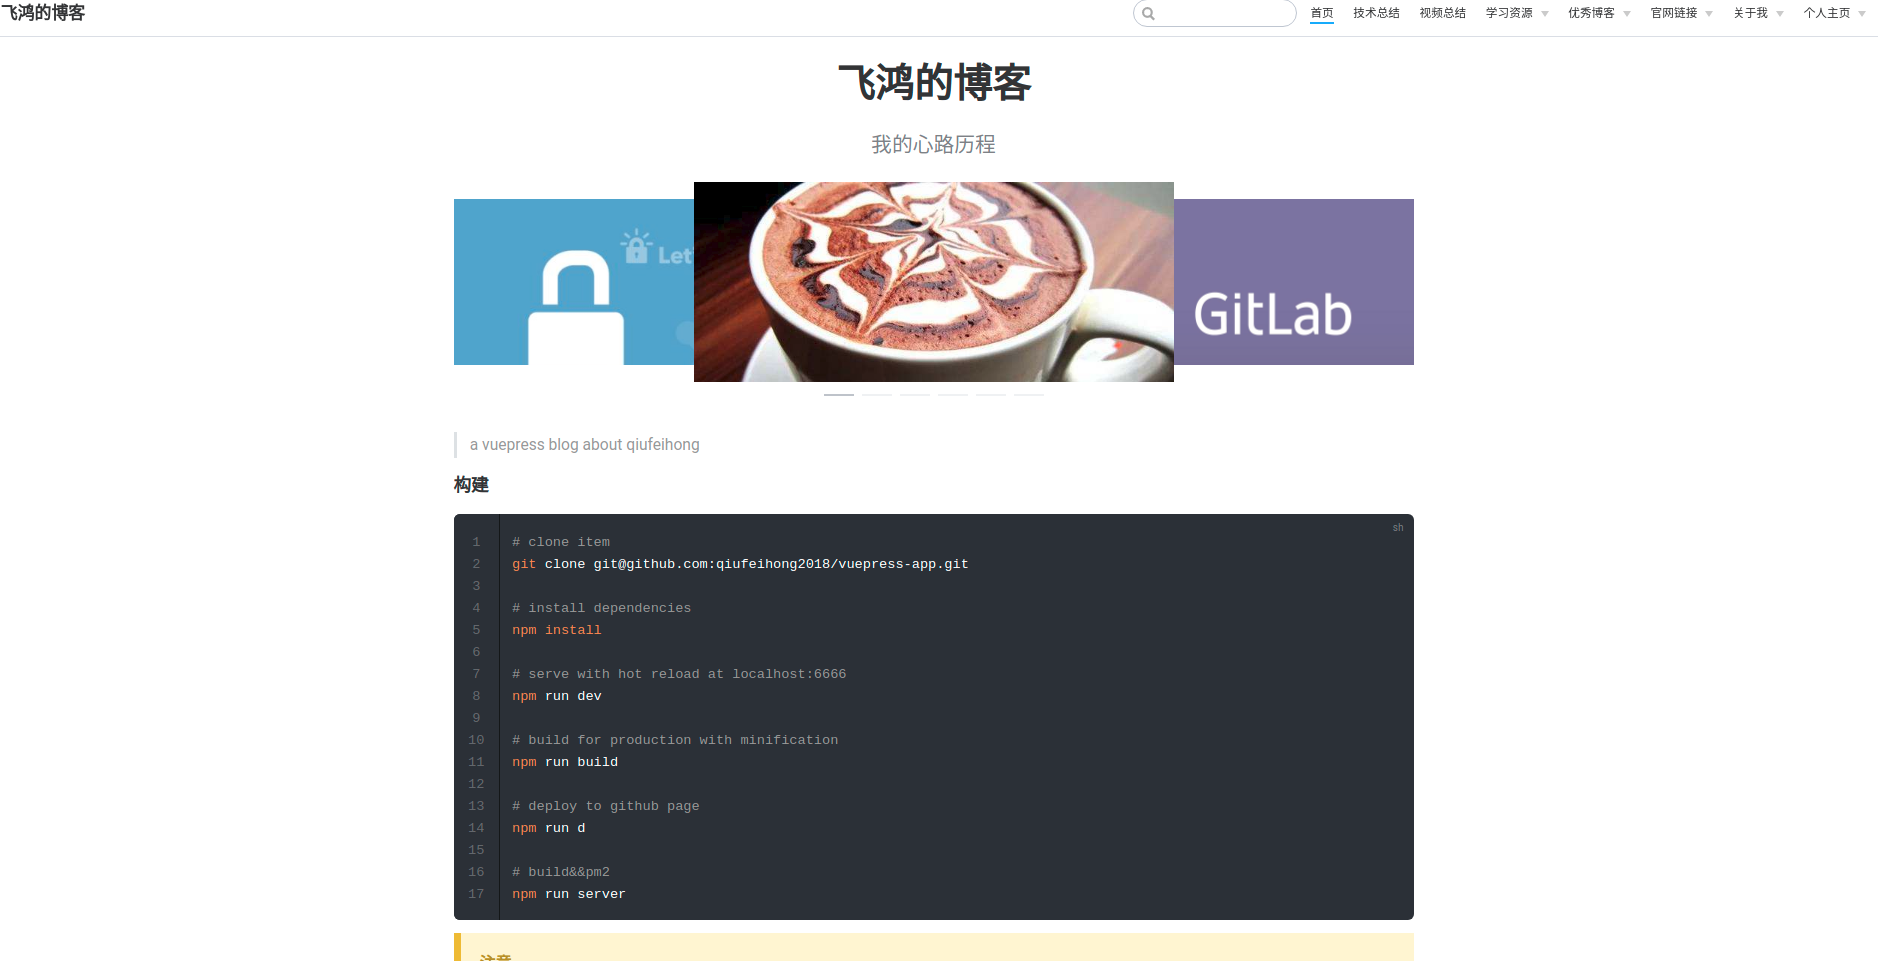 飞鸿的博客
首页 技术总结 视频总结 学习资源 优秀博客 官网链接 关于我 个人主页
飞鸿的博客
我的心路历程
Let
GitLab
a vuepress blog about qiufeihong
构建
sh
1 # clone item
2 git clone git@github.com:qiufeihong2018/vuepress-app.git
3
4 # install dependencies
5 npm install
6
7 # serve with hot reload at localhost:6666
8 npm run dev
9
10 # build for production with minification
11 npm run build
12
13 # deploy to github page
14 npm run d
15
16 # build&&pm2
17 npm run server
注意